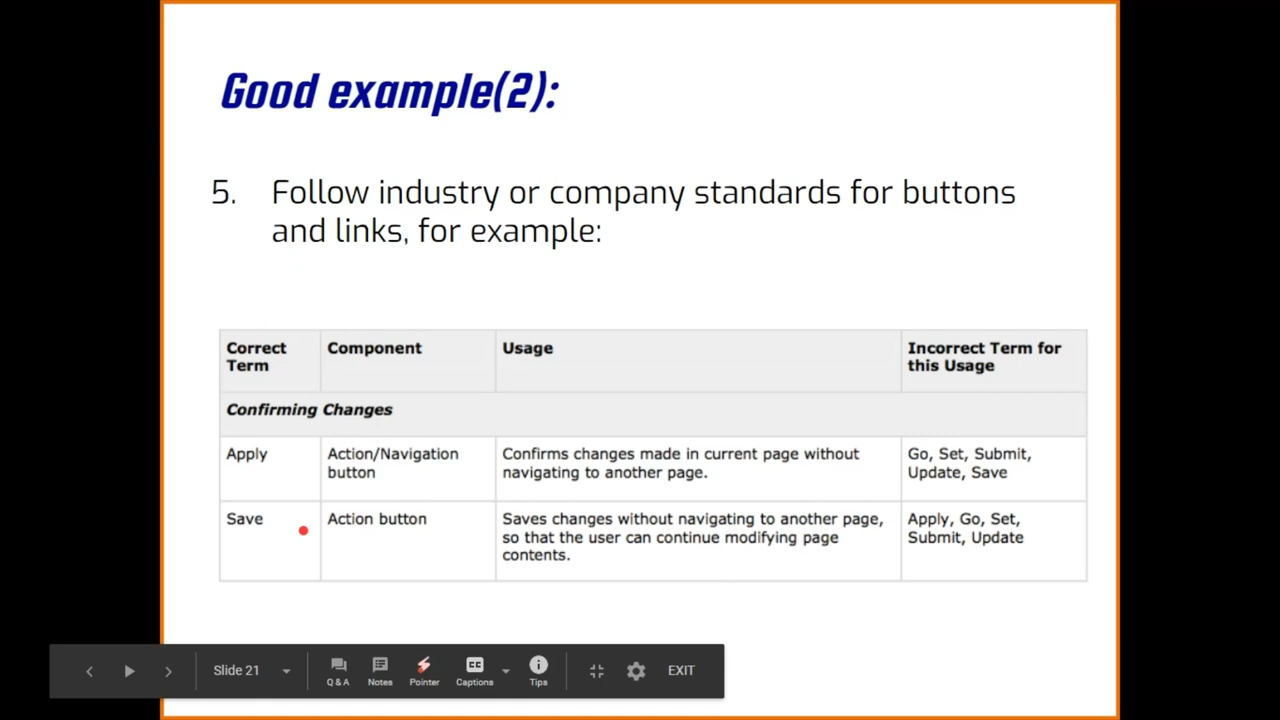 Good example(2):
5. Follow industry or company standards for buttons
and links, for example:
Correct Term Component Usage Incorrect Term for this Usage
Confirming Changes
Apply Action/Navigation button Confirms changes made in current page without navigating to another page. Go, Set, Submit, Update, Save
Save Action button Saves changes without navigating to another page, so that the user can continue modifying page contents. Apply, Go, Set, Submit, Update
Slide 21 Q & A Notes Pointer CC Captions Tips EXIT